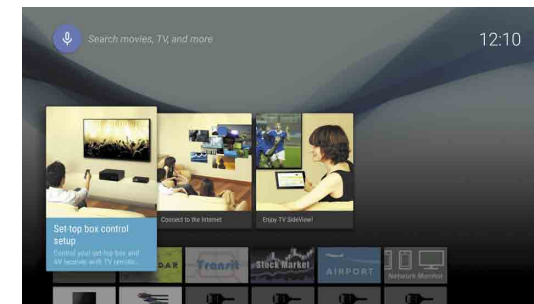 Search movies, TV, and more
12:10
Set-top box control
setup
Control your set-top box and
AV receiver with TV remote...
Connect to the Internet
Enjoy TV SideView!
DAR
Transit
Stock Market
AIRPORT
Network Monitor